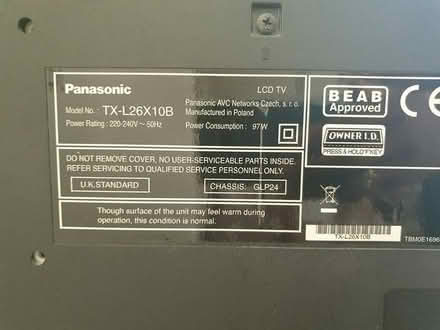 Panasonic
LCD TV
Model No. : TX-L26X10B
Power Rating : 220-240V ~ 50Hz
Panasonic AVC Networks Czech, s. r. o.
Manufactured in Poland
Power Consumption : 97W
DO NOT REMOVE COVER, NO USER-SERVICEABLE PARTS INSIDE.
REFER SERVICING TO QUALIFIED SERVICE PERSONNEL ONLY.
U.K.STANDARD
CHASSIS: GLP24
Though surface of the unit may feel warm during
operation, this condition is normal.
BEAB
Approved
CE
OWNER I.D.
PRESS & HOLD KEY
TX-L26X10B